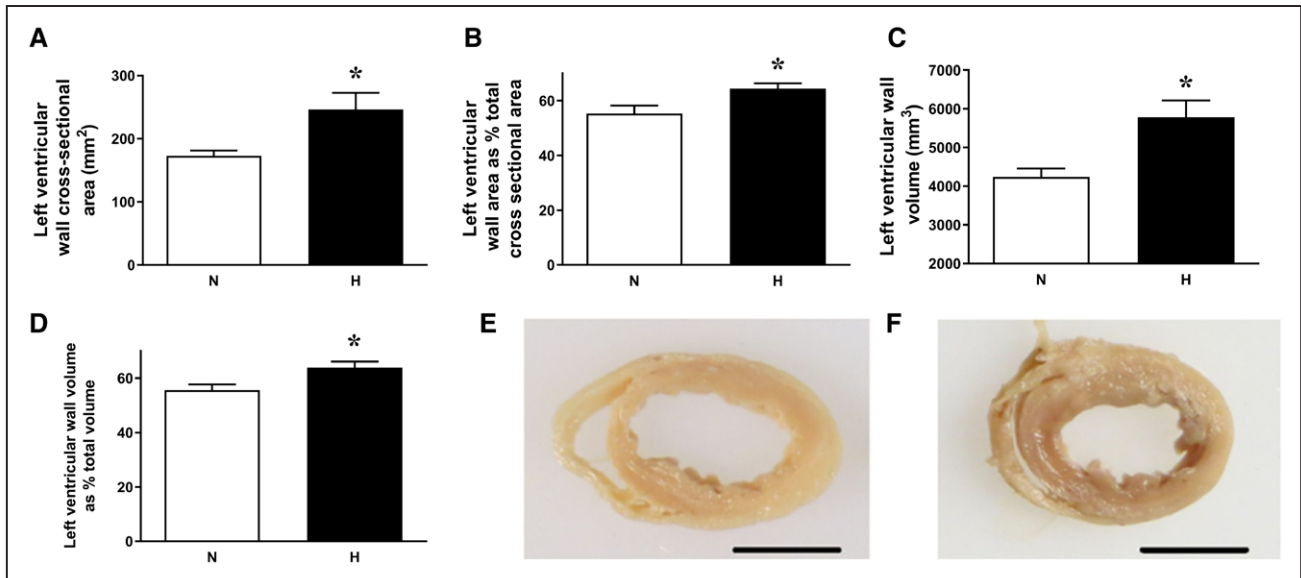 A
Left ventricular
wall cross-sectional
area (mm²)
300
200
100
0
*
N
H
B
Left ventricular
wall area as % total
cross sectional area
60
40
20
0
*
N
H
C
Left ventricular wall
volume (mm³)
7000
6000
5000
4000
3000
2000
*
N
H
D
Left ventricular wall volume
as % total volume
60
40
20
0
*
N
H
E
F